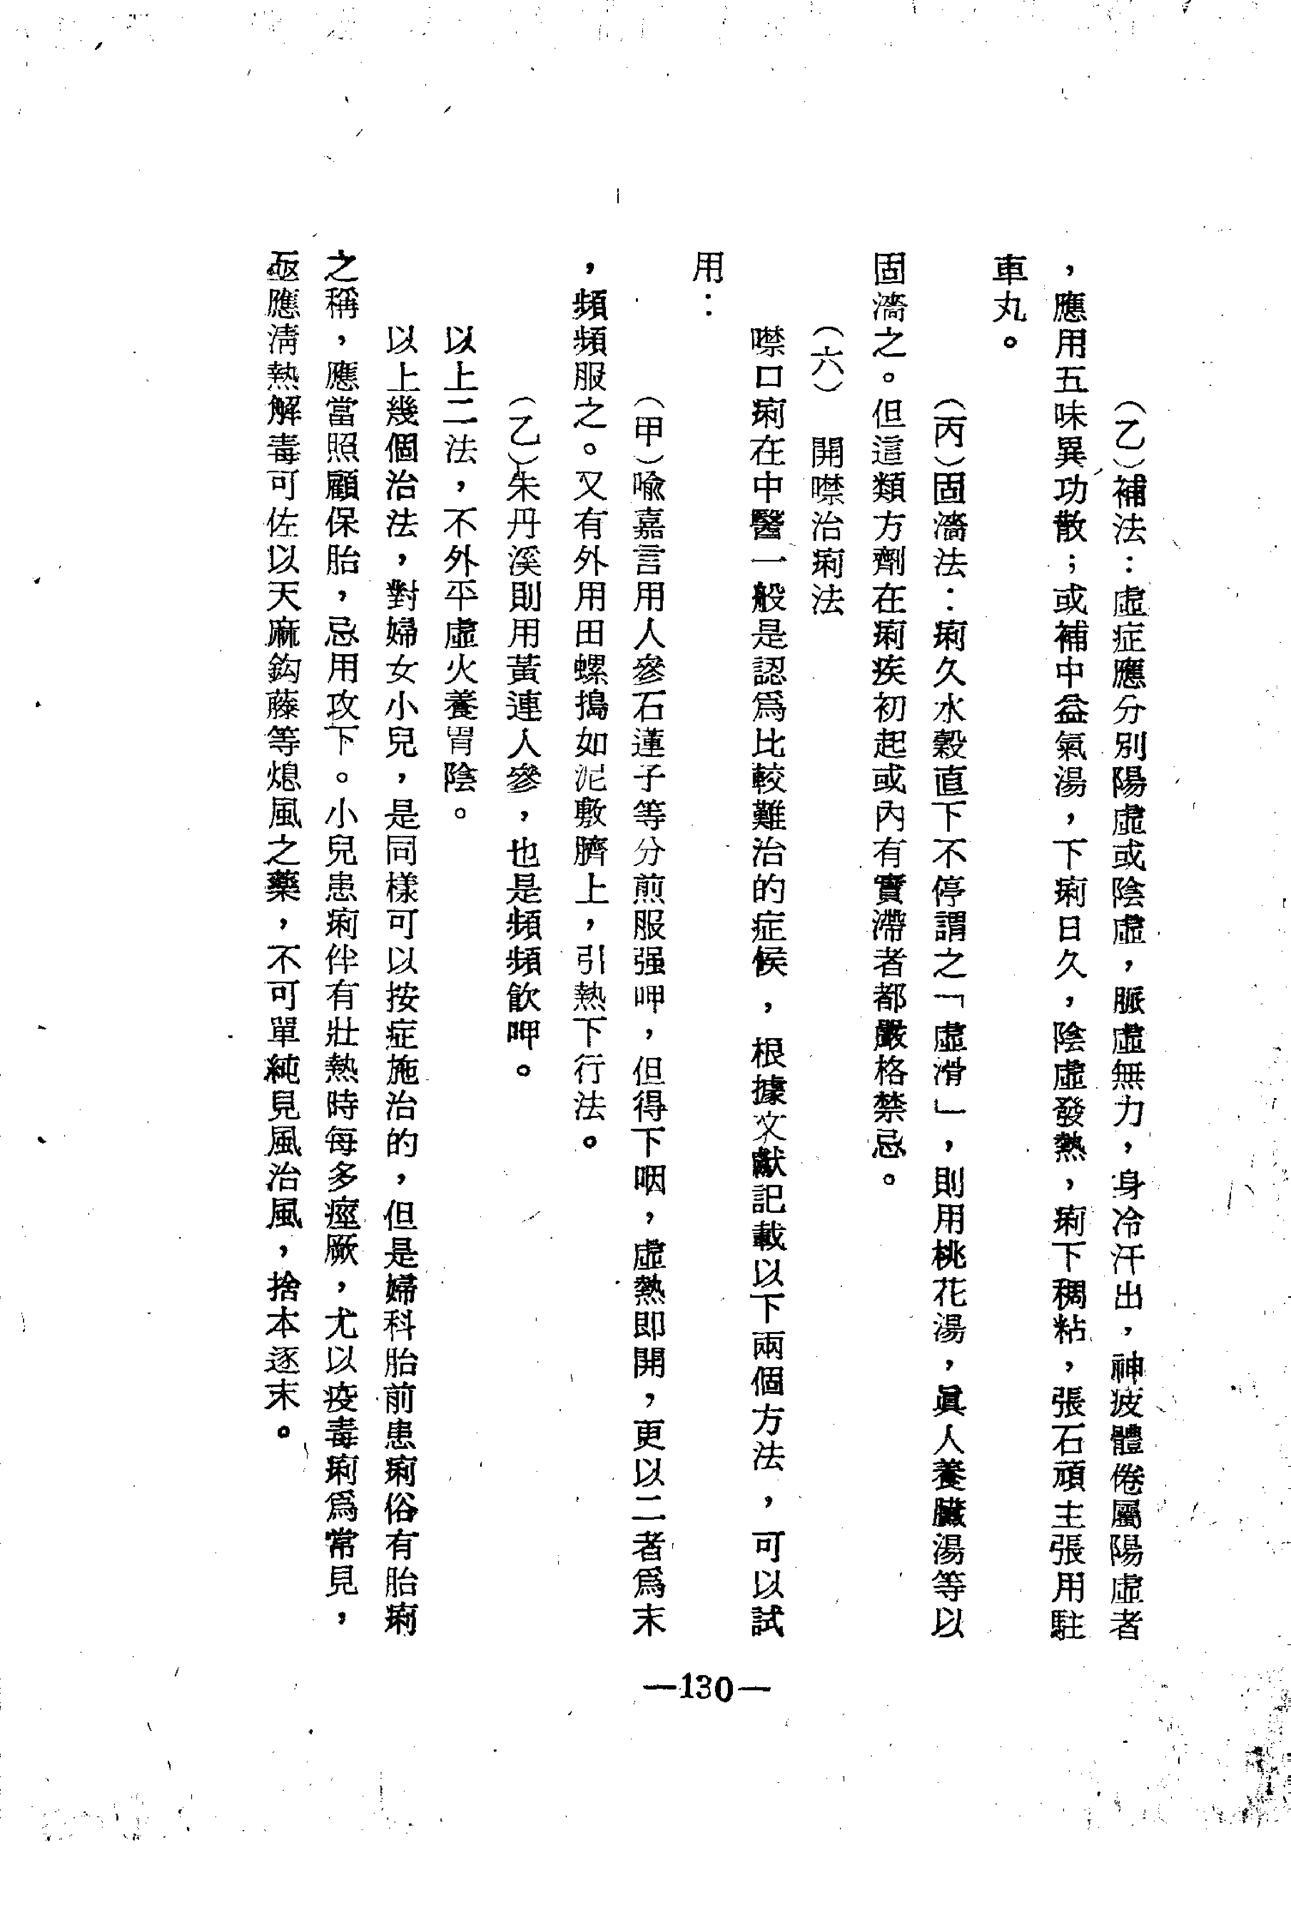 （乙）補法：虛症應分別陽虛或陰虛，脈虛無力，身冷汗出，神疲體倦屬陽虛者
，應用五味異功散；或補中益氣湯，下痢日久，陰虛發熱，痢下稠粘，張石頑主張用駐
車丸。
（丙）固濇法：痢久水穀直下不停謂之「虛滑」，則用桃花湯，眞人養臟湯等以
固濇之。但這類方劑在痢疾初起或內有實滯者都嚴格禁忌。
（六）　開噤治痢法
噤口痢在中醫一般是認爲比較難治的症候，根據文獻記載以下兩個方法，可以試
用：
（甲）喩嘉言用人參石蓮子等分煎服强呷，但得下咽，虛熱即開，更以二者爲末
，頻頻服之。又有外用田螺搗如泥敷臍上，引熱下行法。
（乙）朱丹溪則用黃連人參，也是頻頻飮呷。
以上二法，不外平虛火養胃陰。
以上幾個治法，對婦女小兒，是同樣可以按症施治的，但是婦科胎前患痢俗有胎痢
之稱，應當照顧保胎，忌用攻下。小兒患痢伴有壯熱時每多痙厥，尤以疫毒痢爲常見，
亟應清熱解毒可佐以天麻鈎藤等熄風之藥，不可單純見風治風，捨本逐末。
—130—